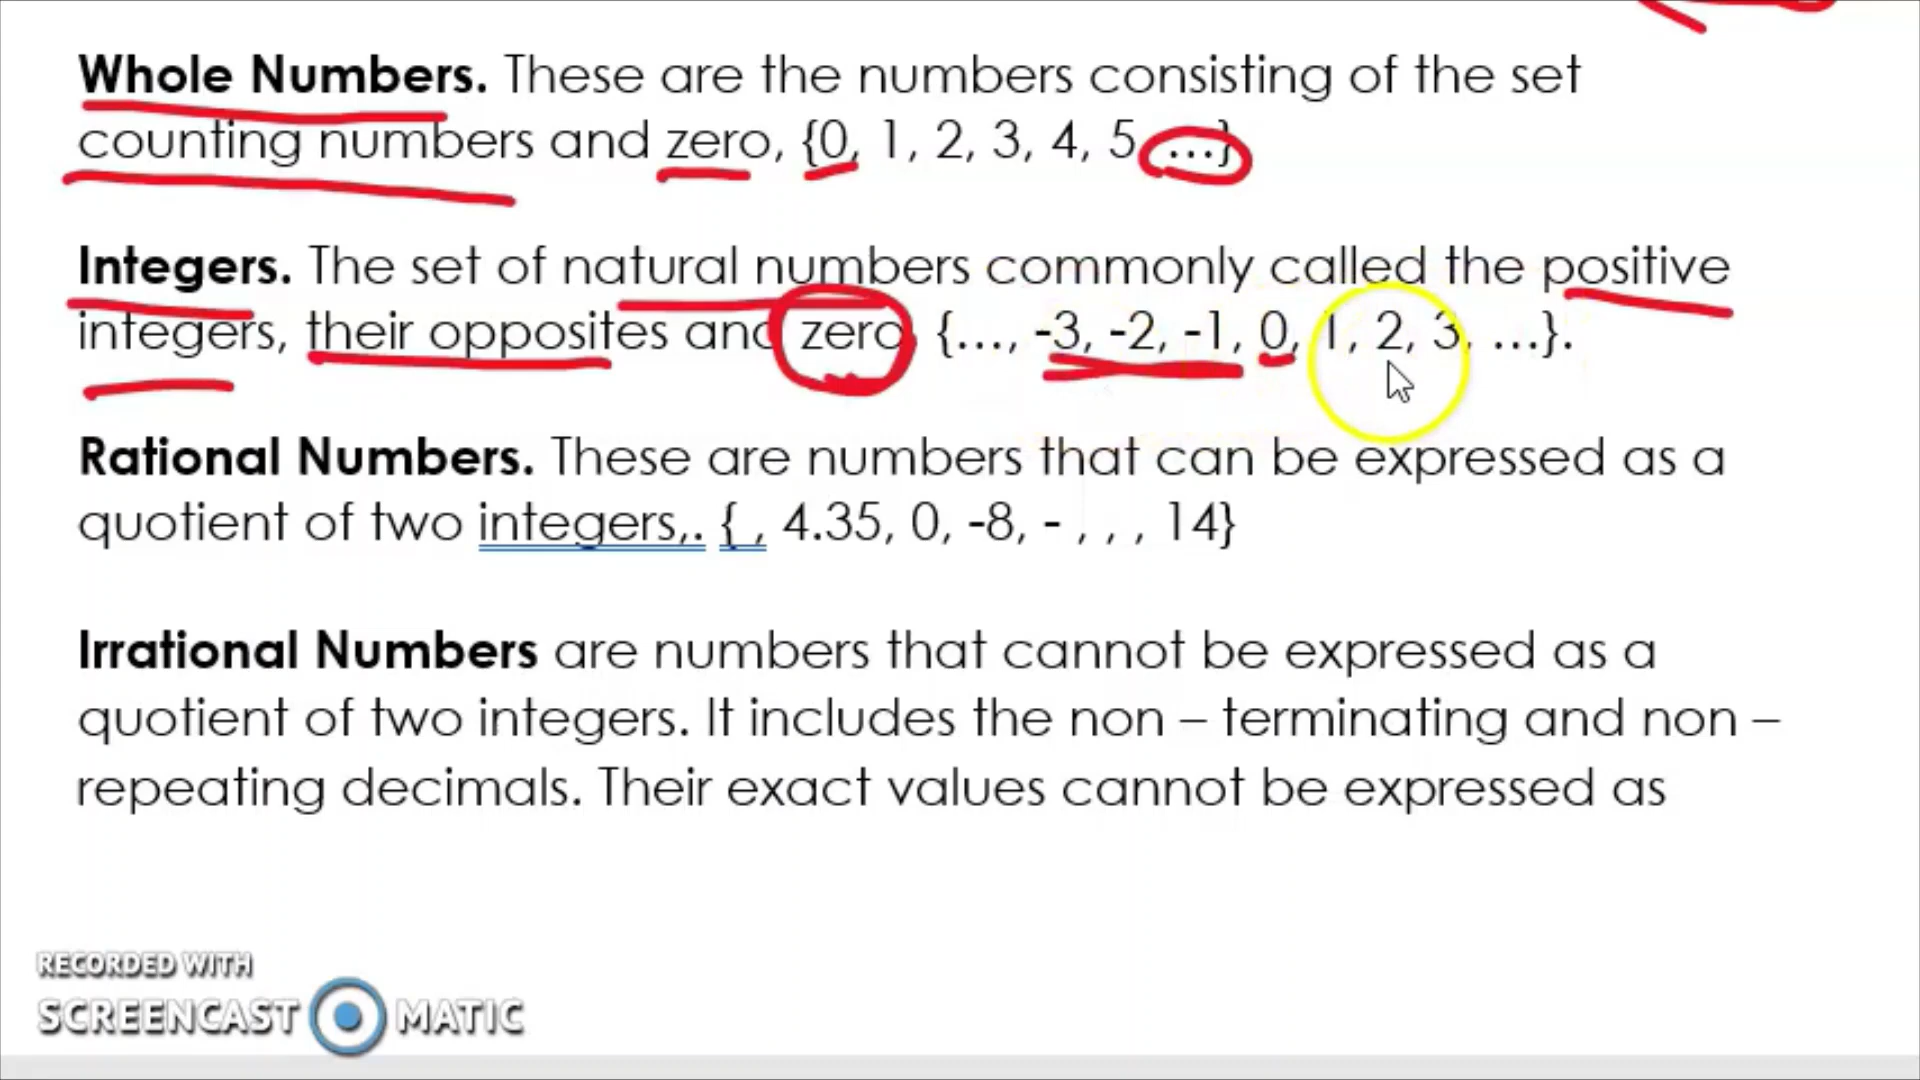 Whole Numbers. These are the numbers consisting of the set
counting numbers and zero, {0, 1, 2, 3, 4, 5 ...}
Integers. The set of natural numbers commonly called the positive
integers, their opposites and zero, {..., -3, -2, -1, 0, 1, 2, 3, ...}.
Rational Numbers. These are numbers that can be expressed as a
quotient of two integers,. { , 4.35, 0, -8, - , , , 14}
Irrational Numbers are numbers that cannot be expressed as a
quotient of two integers. It includes the non – terminating and non –
repeating decimals. Their exact values cannot be expressed as
RECORDED WITH
SCREENCAST MATIC